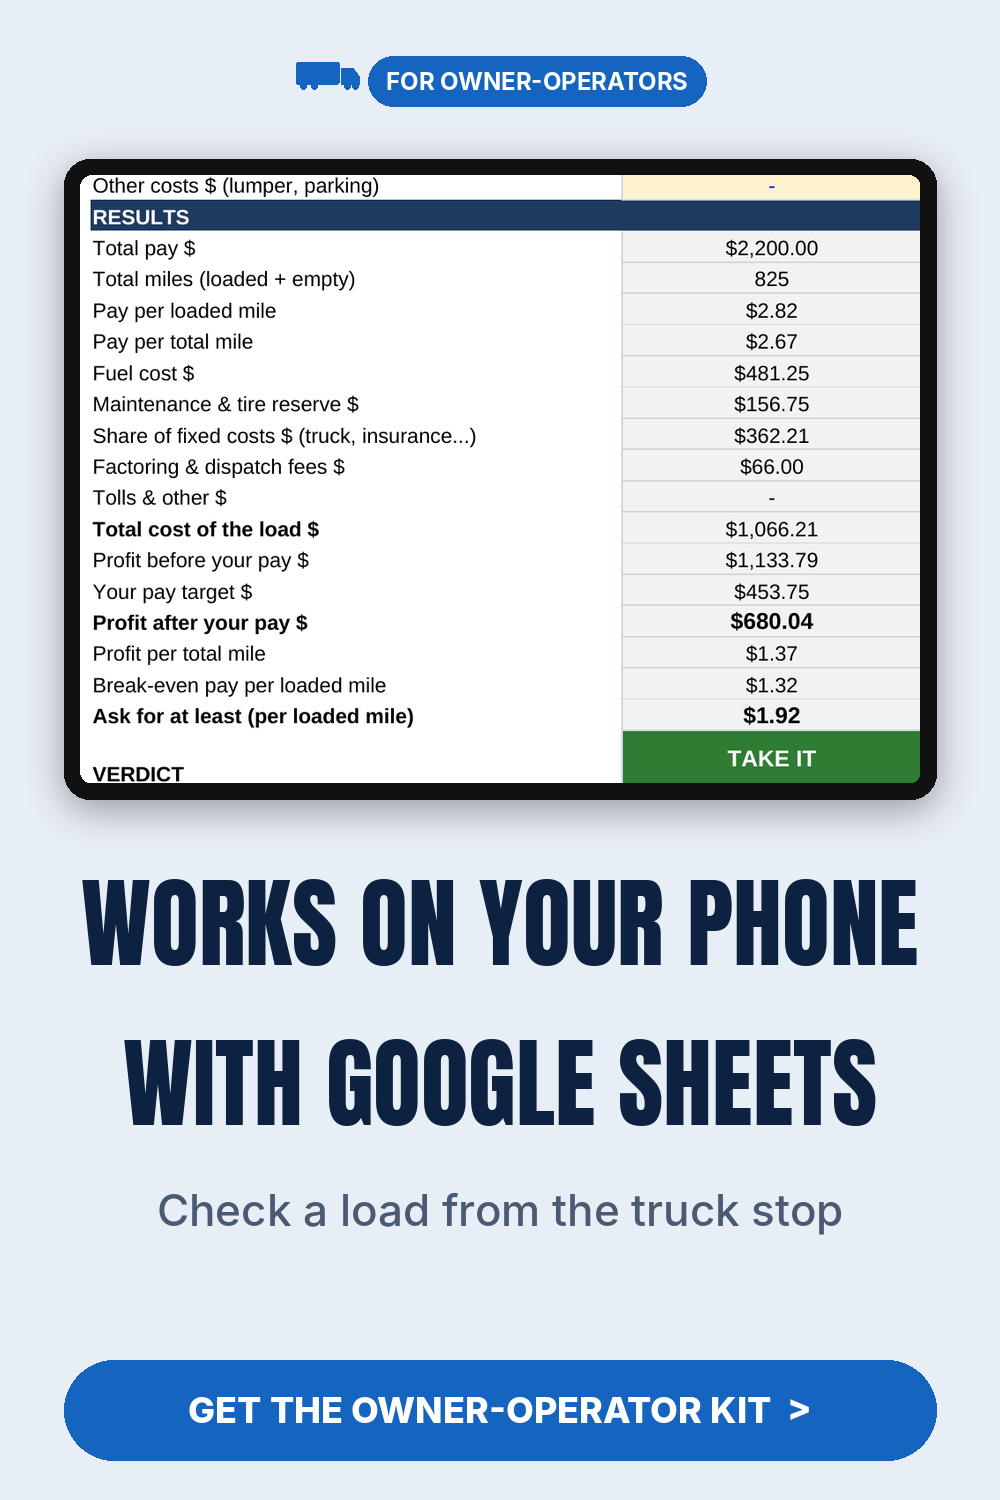 FOR OWNER-OPERATORS
Other costs $ (lumper, parking) -
RESULTS
Total pay $ $2,200.00
Total miles (loaded + empty) 825
Pay per loaded mile $2.82
Pay per total mile $2.67
Fuel cost $ $481.25
Maintenance & tire reserve $ $156.75
Share of fixed costs $ (truck, insurance...) $362.21
Factoring & dispatch fees $ $66.00
Tolls & other $ -
Total cost of the load $ $1,066.21
Profit before your pay $ $1,133.79
Your pay target $ $453.75
Profit after your pay $ $680.04
Profit per total mile $1.37
Break-even pay per loaded mile $1.32
Ask for at least (per loaded mile) $1.92
VERDICT TAKE IT
WORKS ON YOUR PHONE
WITH GOOGLE SHEETS
Check a load from the truck stop
GET THE OWNER-OPERATOR KIT >